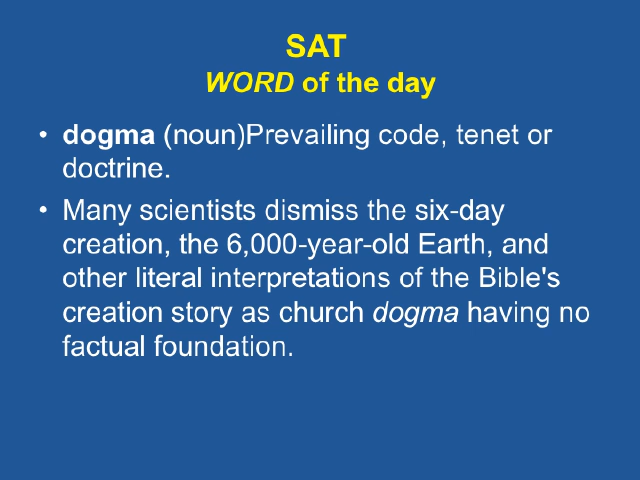 SAT
WORD of the day
• dogma (noun)Prevailing code, tenet or
doctrine.
• Many scientists dismiss the six-day
creation, the 6,000-year-old Earth, and
other literal interpretations of the Bible's
creation story as church dogma having no
factual foundation.